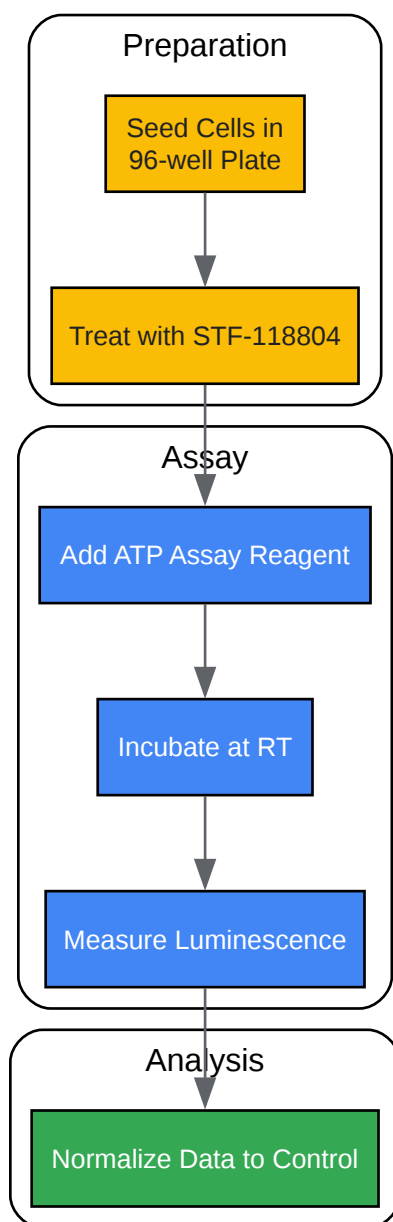 Preparation
Seed Cells in
96-well Plate
Treat with STF-118804
Assay
Add ATP Assay Reagent
Incubate at RT
Measure Luminescence
Analysis
Normalize Data to Control